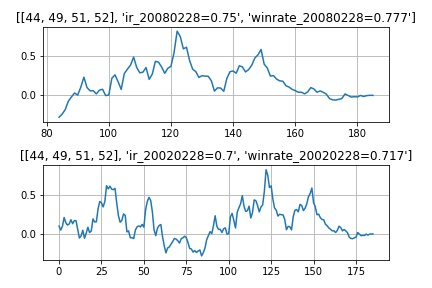 [[44, 49, 51, 52], 'ir_20080228=0.75', 'winrate_20080228=0.777']
0.5
0.0
80 100 120 140 160 180
[[44, 49, 51, 52], 'ir_20020228=0.7', 'winrate_20020228=0.717']
0.5
0.0
0 25 50 75 100 125 150 175